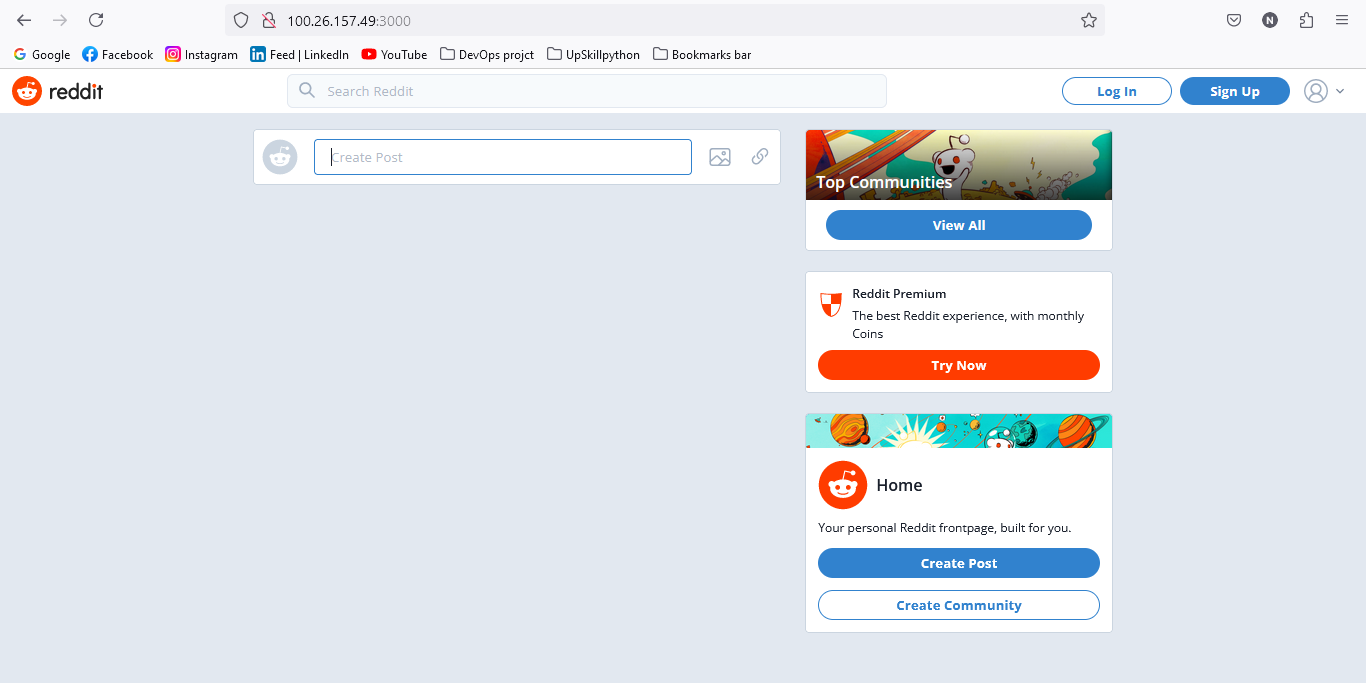 100.26.157.49:3000
N
Google Facebook Instagram Feed | LinkedIn YouTube DevOps projct UpSkillpython Bookmarks bar
reddit
Search Reddit
Log In
Sign Up
Create Post
Top Communities
View All
Reddit Premium
The best Reddit experience, with monthly
Coins
Try Now
Home
Your personal Reddit frontpage, built for you.
Create Post
Create Community